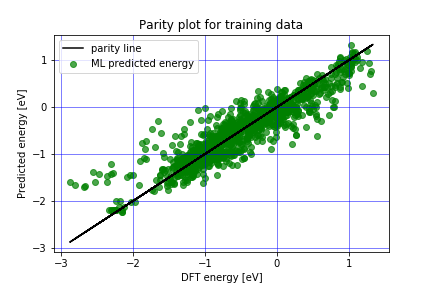 Parity plot for training data
parity line
ML predicted energy
1
0
−1
−2
−3
Predicted energy [eV]
−3 −2 −1 0 1
DFT energy [eV]